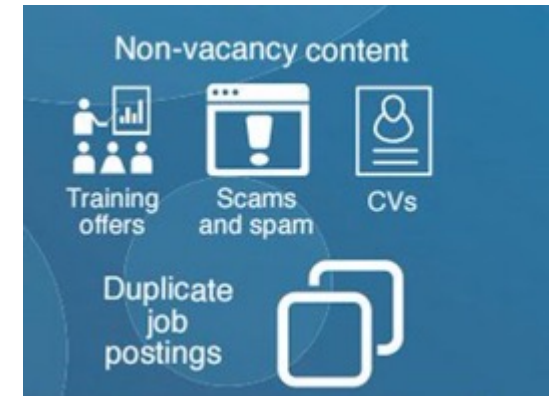 Non-vacancy content
Training
offers
Scams
and spam
CVs
Duplicate
job
postings